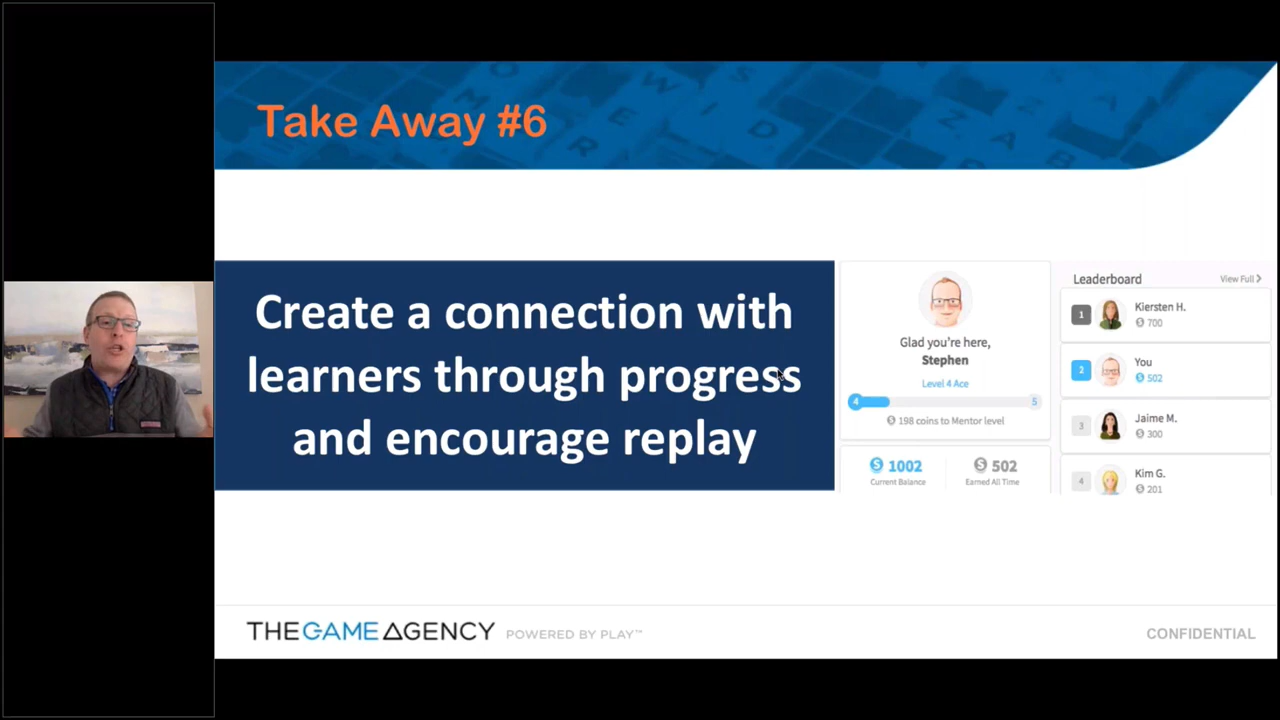 Take Away #6
Create a connection with
learners through progress
and encourage replay
Glad you're here,
Stephen
Level 4 Ace
4
5
198 coins to Mentor level
1002
Current Balance
502
Earned All Time
Leaderboard
View Full
1
Kiersten H.
700
2
You
502
3
Jaime M.
300
4
Kim G.
201
THEGAMEAGENCY
POWERED BY PLAY™
CONFIDENTIAL